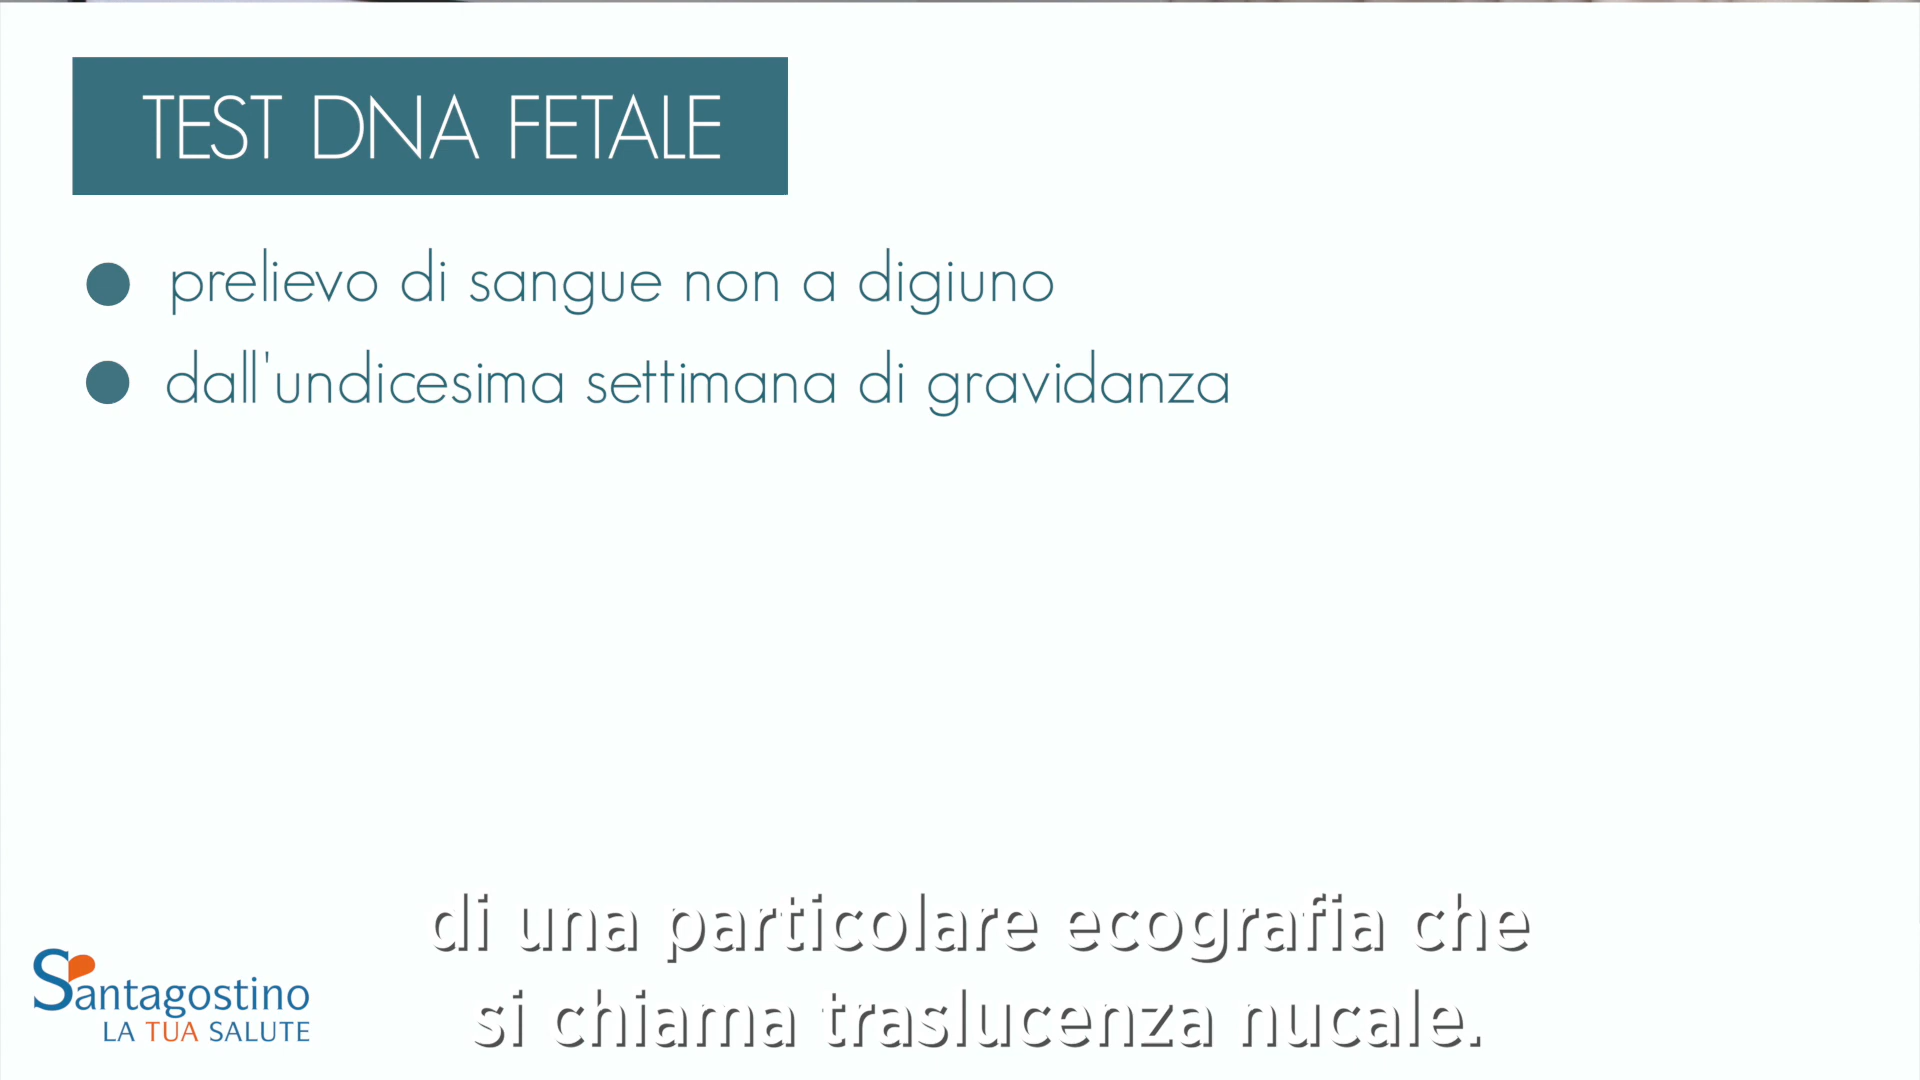 TEST DNA FETALE
prelievo di sangue non a digiuno
dall'undicesima settimana di gravidanza
di una particolare ecografia che
si chiama traslucenza nucale.
Santagostino
LA TUA SALUTE